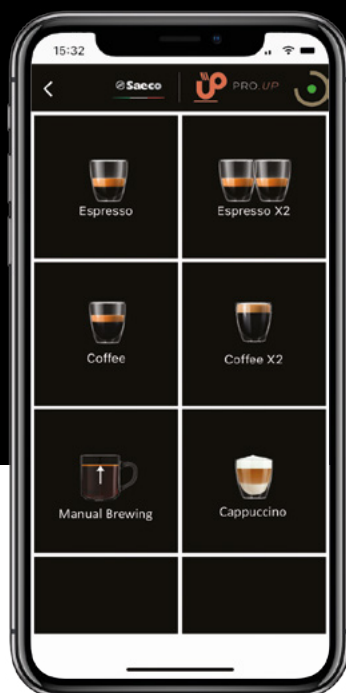 15:32
Saeco PRO.UP
Espresso Espresso X2
Coffee Coffee X2
Manual Brewing Cappuccino